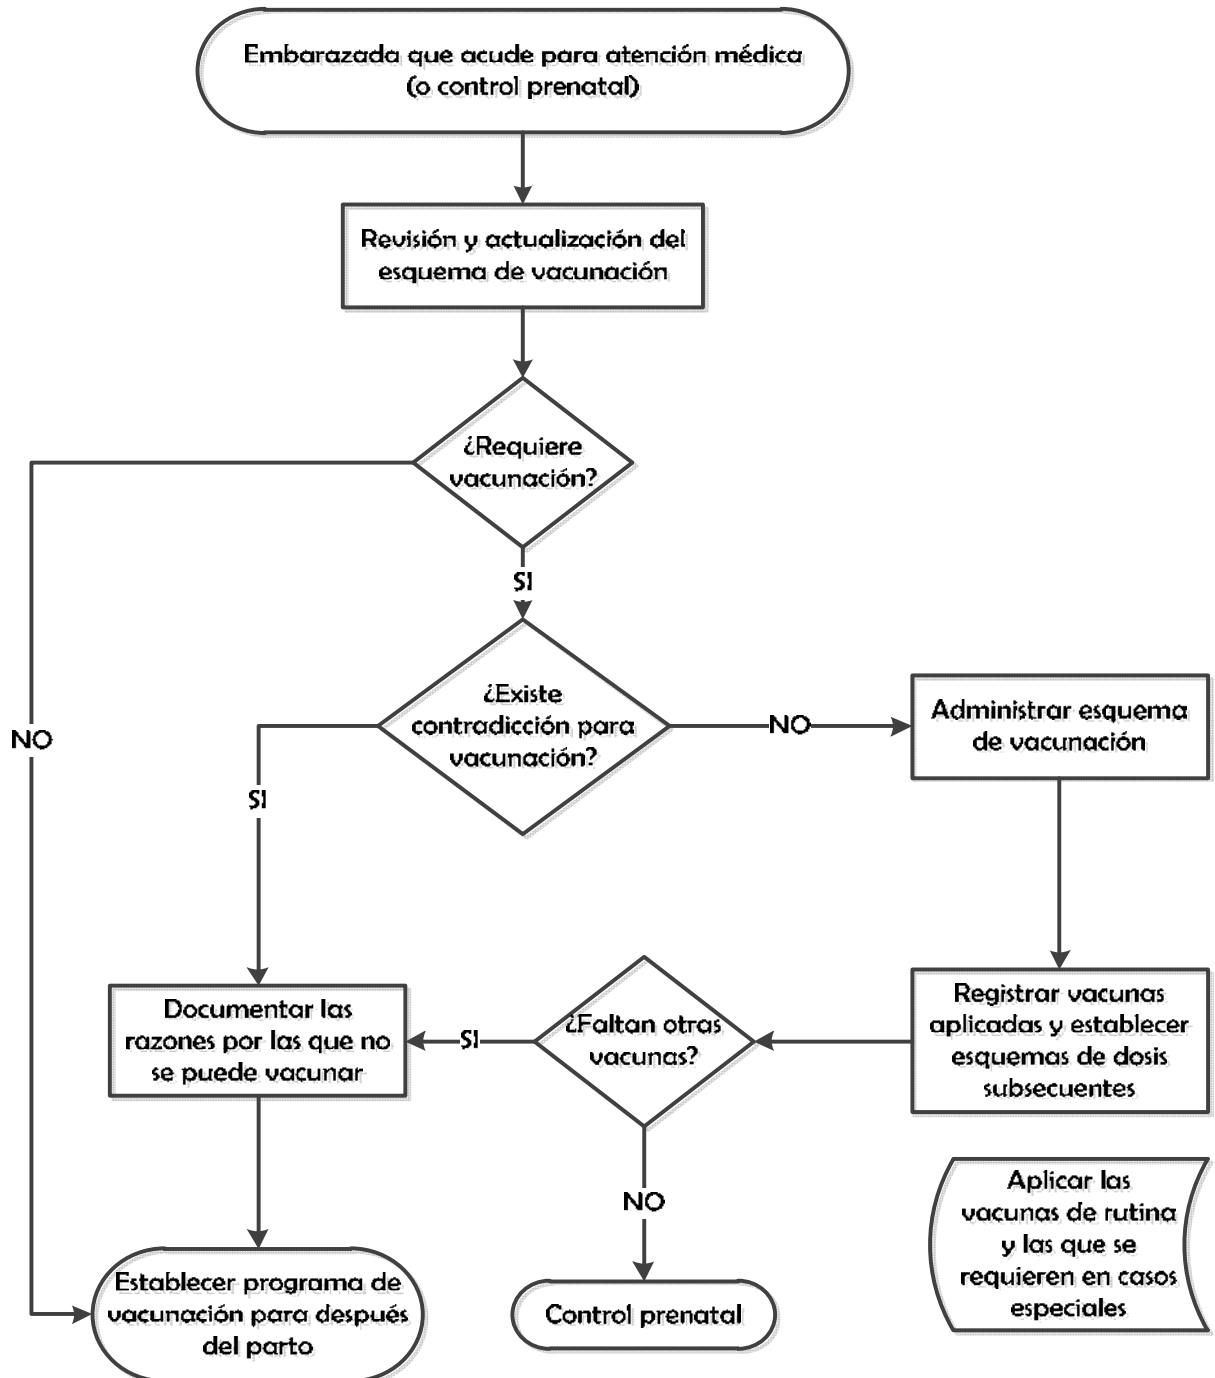 Embarazada que acude para atención médica
(o control prenatal)
Revisión y actualización del
esquema de vacunación
¿Requiere
vacunación?
SI
NO
¿Existe
contradicción para
vacunación?
NO
SI
Administrar esquema
de vacunación
Registrar vacunas
aplicadas y establecer
esquemas de dosis
subsecuentes
¿Faltan otras
vacunas?
SI
NO
Documentar las
razones por las que no
se puede vacunar
Establecer programa de
vacunación para después
del parto
Control prenatal
Aplicar las
vacunas de rutina
y las que se
requieren en casos
especiales